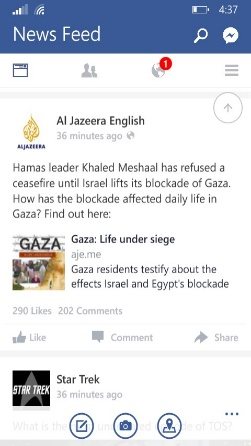 4:37
News Feed
1
Al Jazeera English
36 minutes ago
ALJAZEERA
Hamas leader Khaled Meshaal has refused a
ceasefire until Israel lifts its blockade of Gaza.
How has the blockade affected daily life in
Gaza? Find out here:
GAZA
Gaza: Life under siege
aje.me
Gaza residents testify about the
effects Israel and Egypt's blockade
290 Likes 202 Comments
Like Comment Share
STAR TREK
Star Trek
36 minutes ago
What is the of TOS?